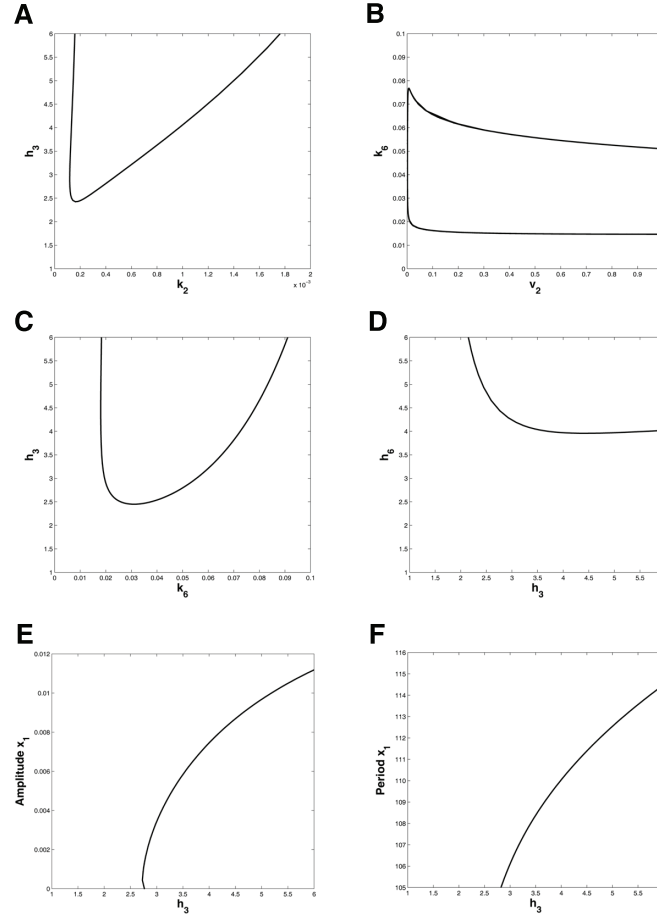 A
6
5.5
5
4.5
4
3.5
3
2.5
2
1.5
1
h3
0 0.2 0.4 0.6 0.8 1 1.2 1.4 1.6 1.8 2
x 10⁻³
k2
B
0.1
0.09
0.08
0.07
0.06
0.05
0.04
0.03
0.02
0.01
0
k6
0 0.1 0.2 0.3 0.4 0.5 0.6 0.7 0.8 0.9
v2
C
6
5.5
5
4.5
4
3.5
3
2.5
2
1.5
1
h3
0 0.01 0.02 0.03 0.04 0.05 0.06 0.07 0.08 0.09 0.1
k6
D
6
5.5
5
4.5
4
3.5
3
2.5
2
1.5
1
h6
1 1.5 2 2.5 3 3.5 4 4.5 5 5.5
h3
E
0.012
0.01
0.008
0.006
0.004
0.002
0
Amplitude x1
1 1.5 2 2.5 3 3.5 4 4.5 5 5.5 6
h3
F
116
115
114
113
112
111
110
109
108
107
106
105
Period x1
1 1.5 2 2.5 3 3.5 4 4.5 5 5.5
h3